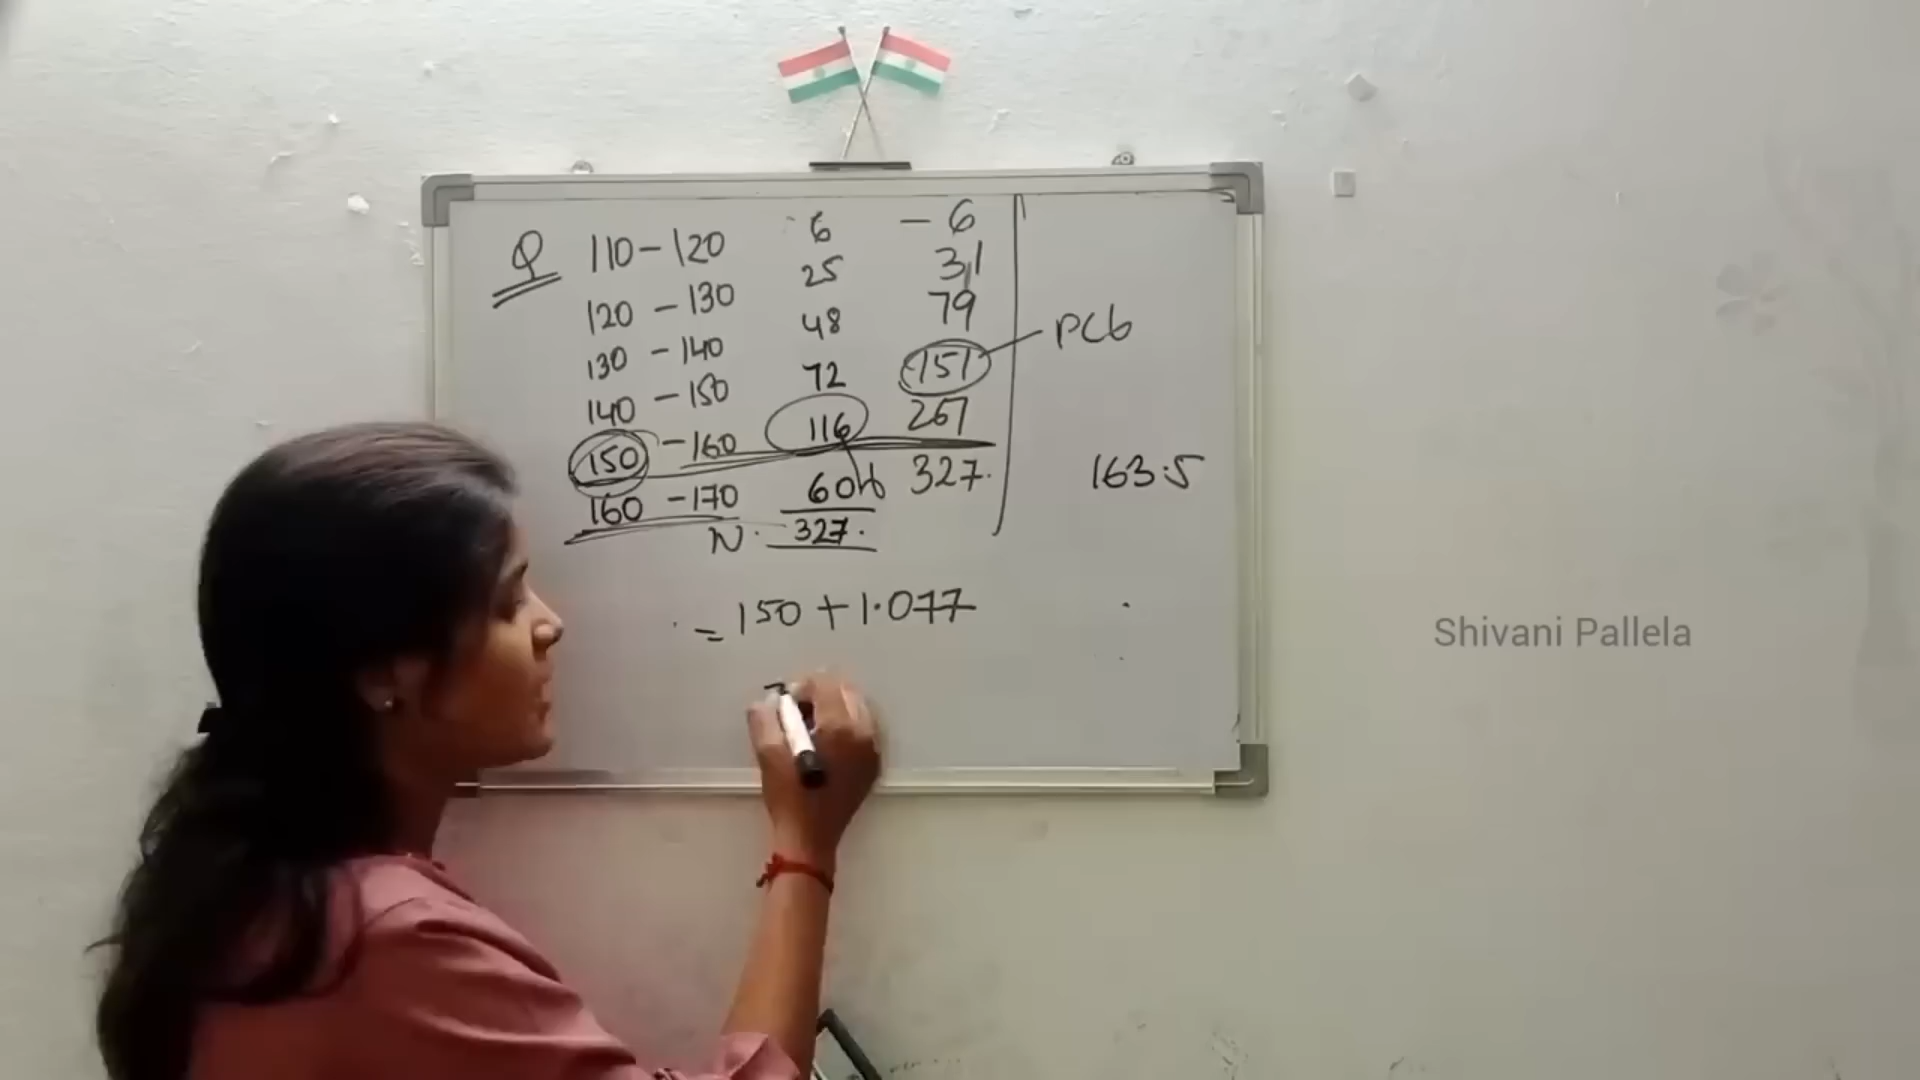 Q 110-120 6 - 6
120-130 25 31
130-140 48 79
140-150 72 151 pcb
150-160 116 267
160-170 60 327.
163.5
N. 327.
= 150+1.077
Shivani Pallela